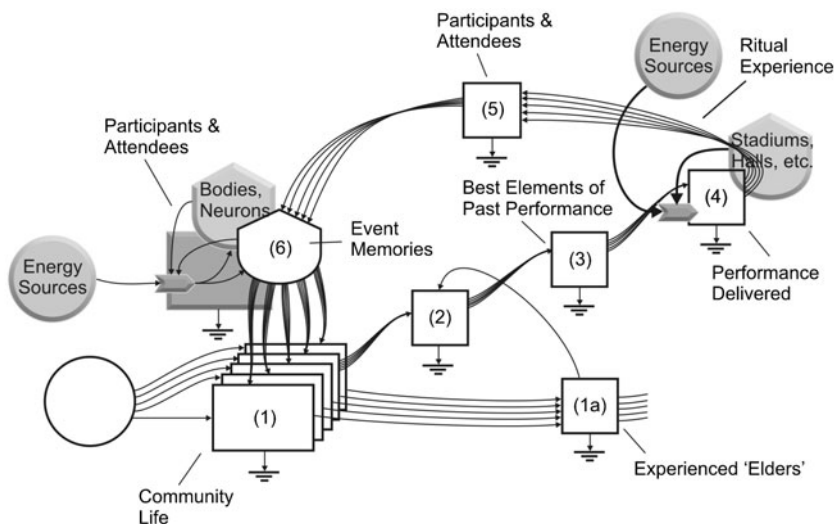 Participants &
Attendees
Energy
Sources
Ritual
Experience
(5)
Participants &
Attendees
Stadiums,
Halls, etc.
Bodies,
Neurons
(4)
Best Elements of
Past Performance
(6)
Event
Memories
(3)
Performance
Delivered
Energy
Sources
(2)
(1)
(1a)
Experienced ‘Elders’
Community
Life